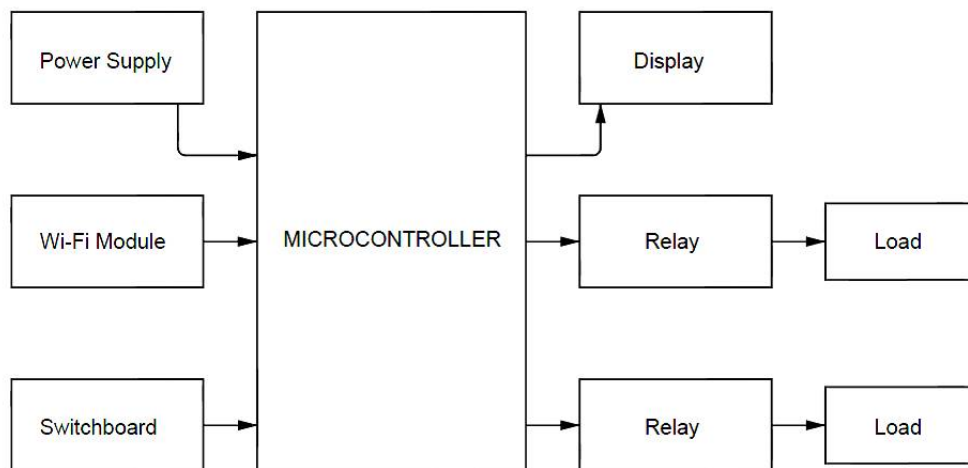 Power Supply
Display
Wi-Fi Module
MICROCONTROLLER
Relay
Load
Switchboard
Relay
Load